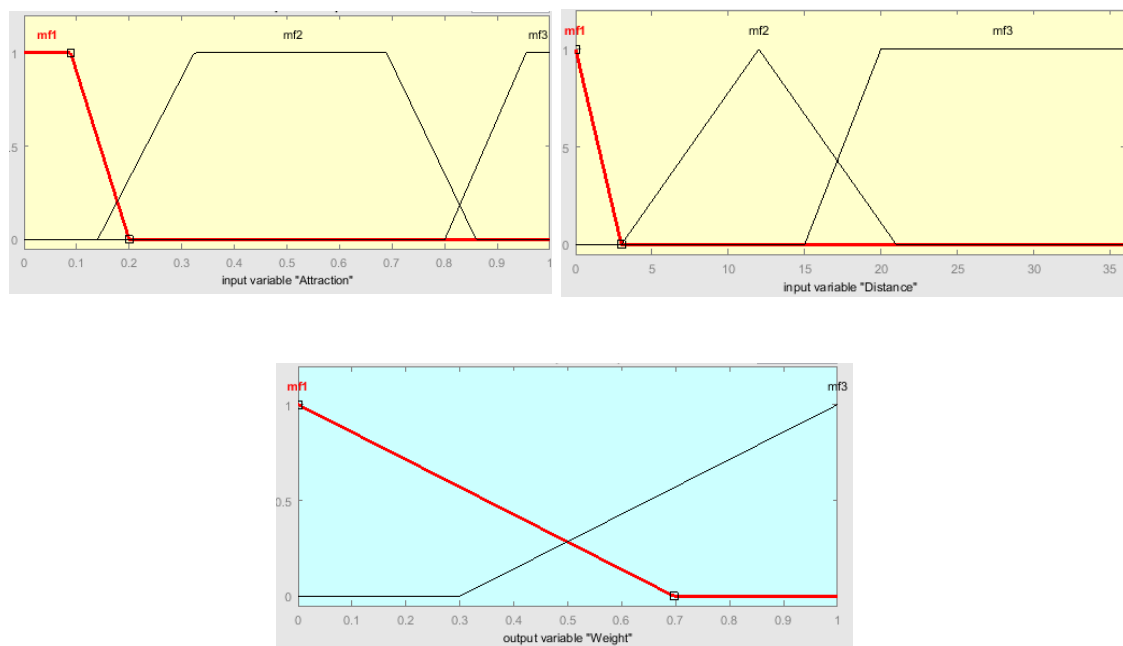 mf1 mf2 mf3
1
.5
0
0 0.1 0.2 0.3 0.4 0.5 0.6 0.7 0.8 0.9 1
input variable "Attraction"
mf1 mf2 mf3
1
5
0
0 5 10 15 20 25 30 35
input variable "Distance"
mf1 mf3
1
0.5
0
0 0.1 0.2 0.3 0.4 0.5 0.6 0.7 0.8 0.9 1
output variable "Weight"